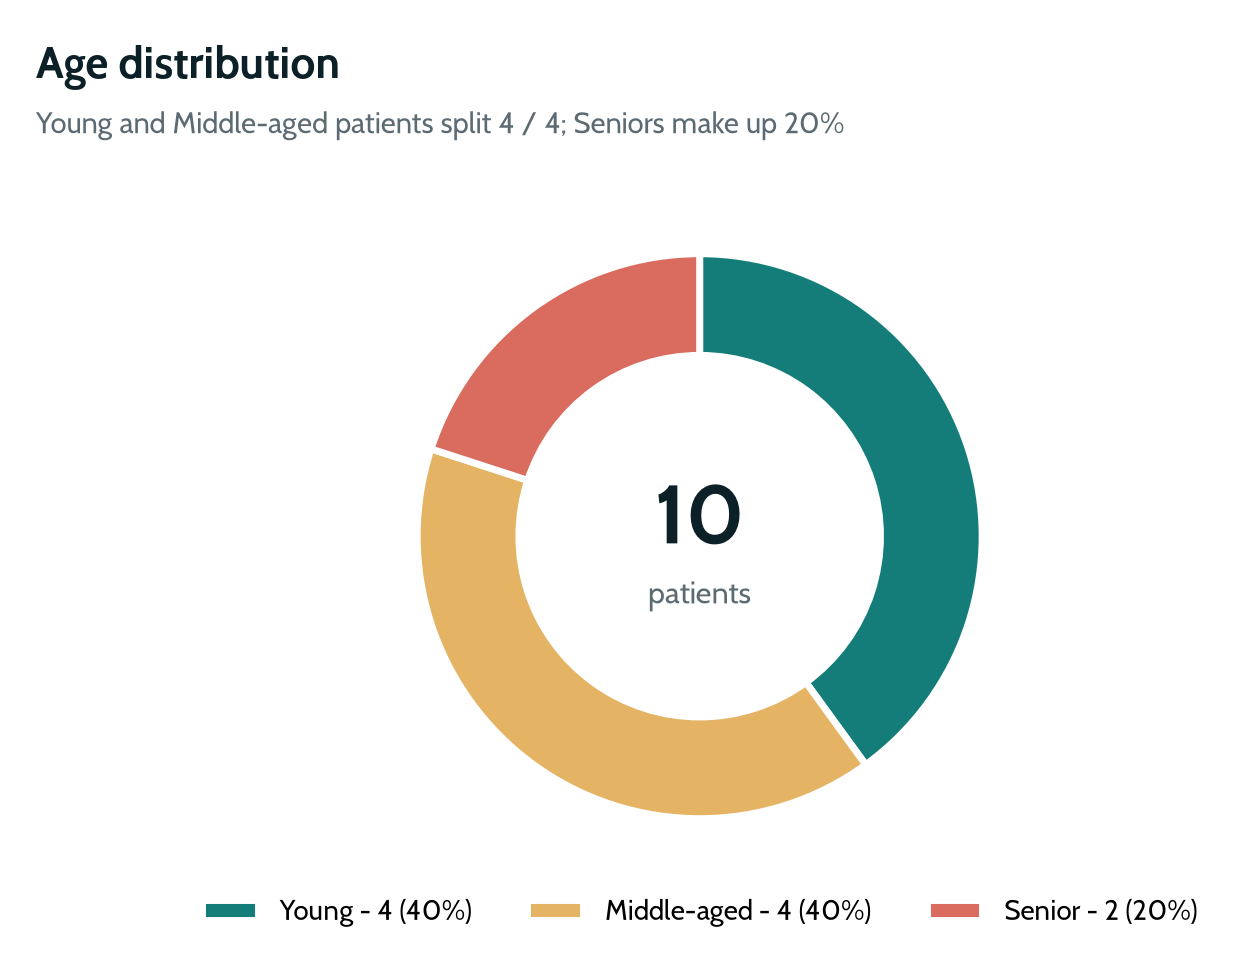 Age distribution
Young and Middle-aged patients split 4 / 4; Seniors make up 20%
10
patients
Young - 4 (40%)
Middle-aged - 4 (40%)
Senior - 2 (20%)